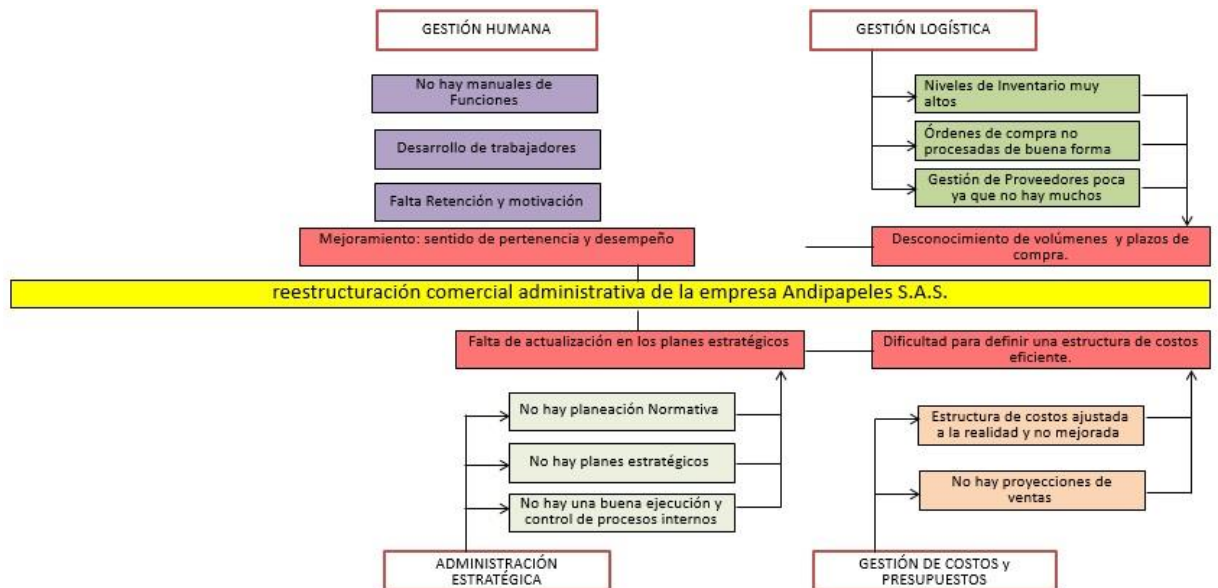 GESTIÓN HUMANA
No hay manuales de
Funciones
Desarrollo de trabajadores
Falta Retención y motivación
Mejoramiento: sentido de pertenencia y desempeño
GESTIÓN LOGÍSTICA
Niveles de Inventario muy
altos
Órdenes de compra no
procesadas de buena forma
Gestión de Proveedores poca
ya que no hay muchos
Desconocimiento de volúmenes y plazos de
compra.
reestructuración comercial administrativa de la empresa Andipapeles S.A.S.
Falta de actualización en los planes estratégicos
No hay planeación Normativa
No hay planes estratégicos
No hay una buena ejecución y
control de procesos internos
ADMINISTRACIÓN
ESTRATÉGICA
Dificultad para definir una estructura de costos
eficiente.
Estructura de costos ajustada
a la realidad y no mejorada
No hay proyecciones de
ventas
GESTIÓN DE COSTOS y
PRESUPUESTOS